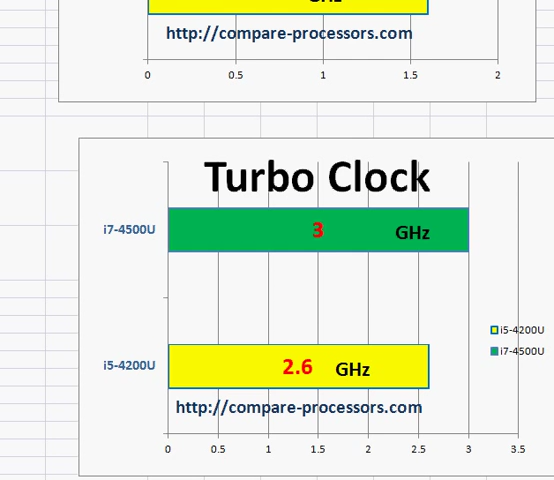 GHz
http://compare-processors.com
0 0.5 1 1.5 2
Turbo Clock
i7-4500U 3 GHz
i5-4200U
i7-4500U
i5-4200U 2.6 GHz
http://compare-processors.com
0 0.5 1 1.5 2 2.5 3 3.5